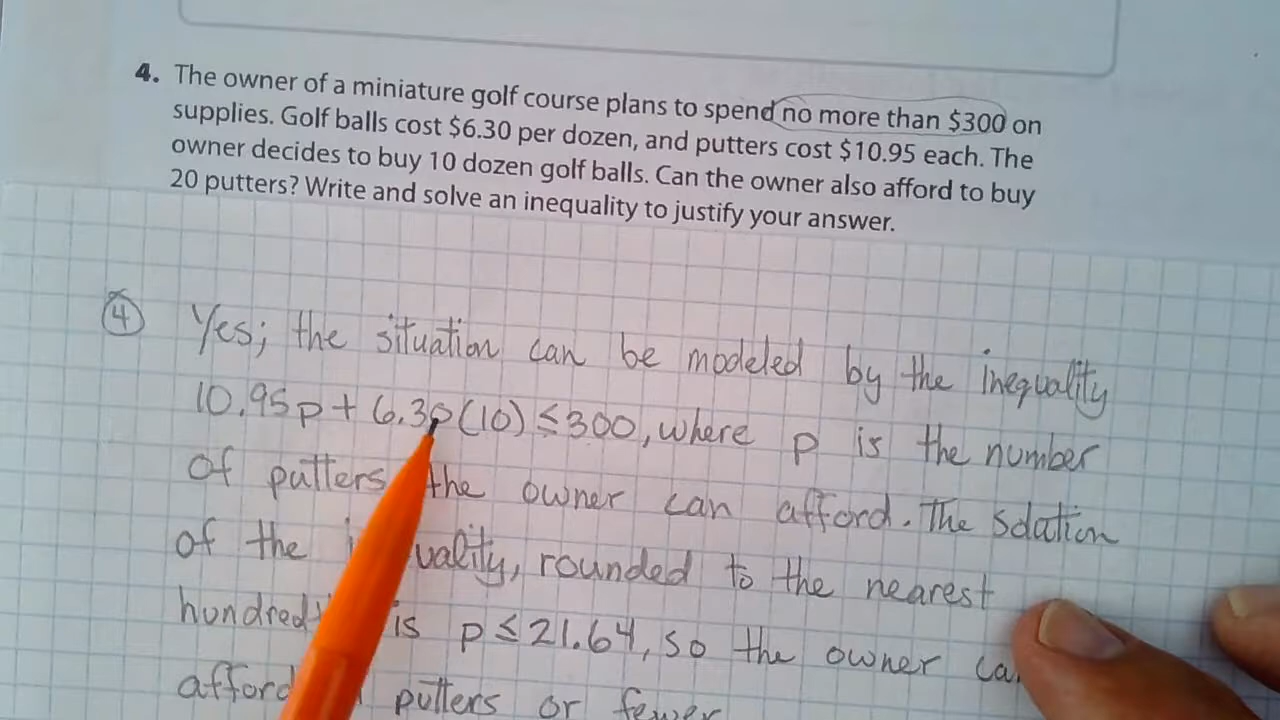 4. The owner of a miniature golf course plans to spend no more than $300 on
supplies. Golf balls cost $6.30 per dozen, and putters cost $10.95 each. The
owner decides to buy 10 dozen golf balls. Can the owner also afford to buy
20 putters? Write and solve an inequality to justify your answer.
4 Yes; the situation can be modeled by the inequality
10.95p + 6.30(10) ≤ 300, where p is the number
of putters the owner can afford. The solution
of the uality, rounded to the nearest
hundred is p ≤ 21.64, so the owner ca
afford putters or fewer